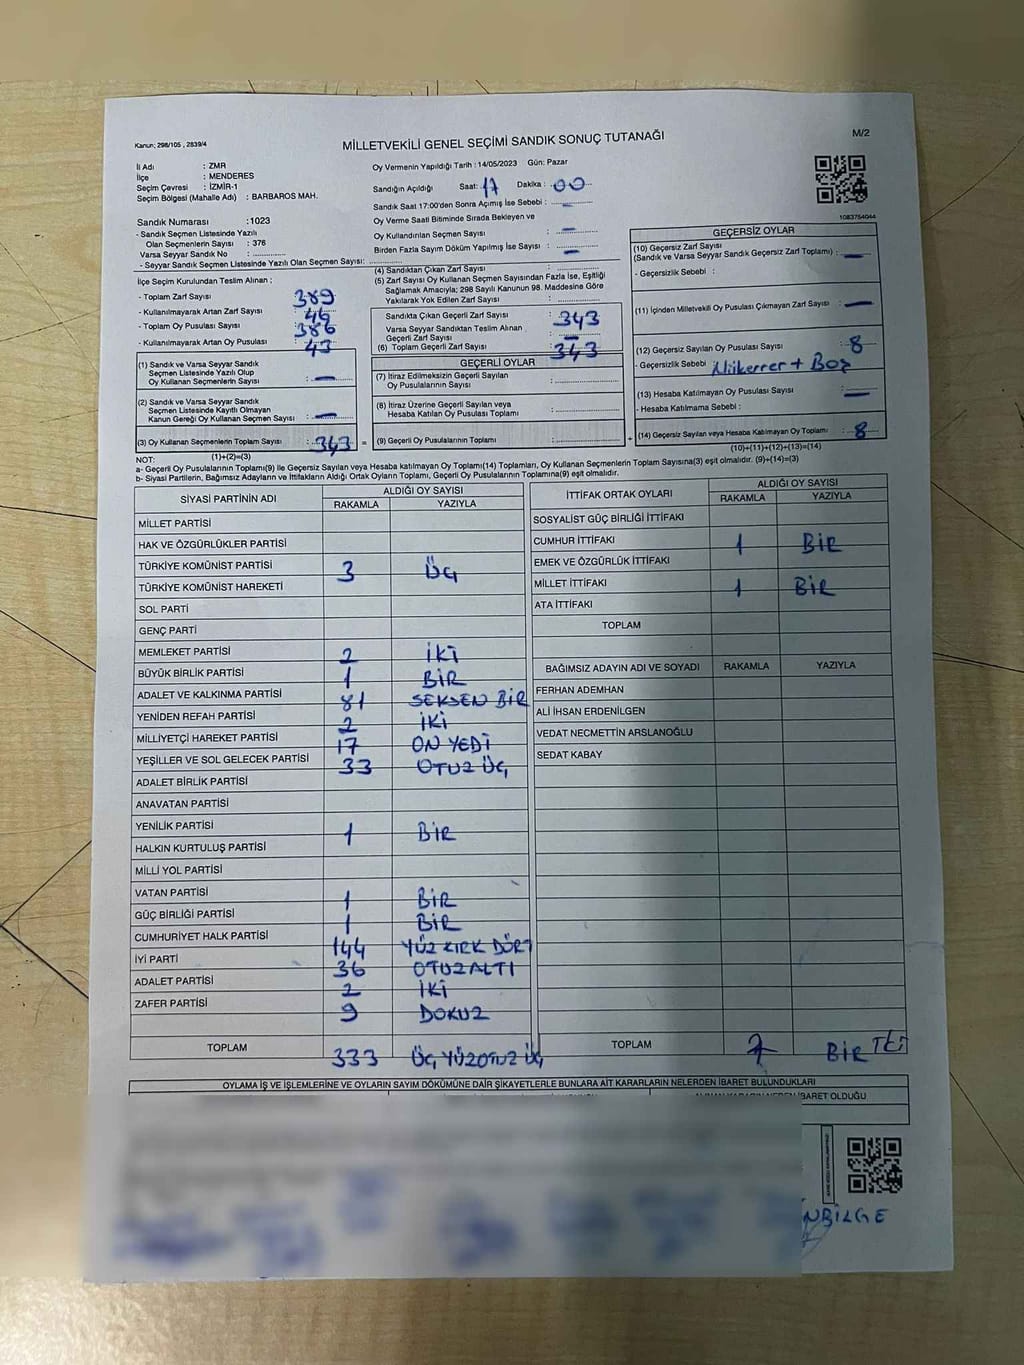 Kanun; 298/105 , 2839/4
MİLLETVEKİLİ GENEL SEÇİMİ SANDIK SONUÇ TUTANAĞI
M/2
İl Adı : ZMR
İlçe : MENDERES
Seçim Çevresi : İZMİR-1
Seçim Bölgesi (Mahalle Adı) : BARBAROS MAH.
Oy Vermenin Yapıldığı Tarih : 14/05/2023 Gün: Pazar
Sandığın Açıldığı Saat: 17 Dakika : 00
Sandık Saat 17:00'den Sonra Açımış İse Sebebi : —
Oy Verme Saati Bitiminde Sırada Bekleyen ve
Oy Kullandırılan Seçmen Sayısı : —
Birden Fazla Sayım Döküm Yapılmış İse Sayısı : —
1083754044
Sandık Numarası : 1023
- Sandık Seçmen Listesinde Yazılı
Olan Seçmenlerin Sayısı : 376
Varsa Seyyar Sandık No :
- Seyyar Sandık Seçmen Listesinde Yazılı Olan Seçmen Sayısı:
İlçe Seçim Kurulundan Teslim Alınan ;
- Toplam Zarf Sayısı : 389
- Kullanılmayarak Artan Zarf Sayısı : 46
- Toplam Oy Pusulası Sayısı : 386
- Kullanılmayarak Artan Oy Pusulası : 43
(1) Sandık ve Varsa Seyyar Sandık
Seçmen Listesinde Yazılı Olup
Oy Kullanan Seçmenlerin Sayısı : —
(2) Sandık ve Varsa Seyyar Sandık
Seçmen Listesinde Kayıtlı Olmayan
Kanun Gereği Oy Kullanan Seçmen Sayısı : —
(3) Oy Kullanan Seçmenlerin Toplam Sayısı : 343 =
(1)+(2)=(3)
(4) Sandıktan Çıkan Zarf Sayısı :
(5) Zarf Sayısı Oy Kullanan Seçmen Sayısından Fazla İse, Eşitliği
Sağlamak Amacıyla; 298 Sayılı Kanunun 98. Maddesine Göre
Yakılarak Yok Edilen Zarf Sayısı :
Sandıkta Çıkan Geçerli Zarf Sayısı : 343
Varsa Seyyar Sandıktan Teslim Alınan
Geçerli Zarf Sayısı : —
(6) Toplam Geçerli Zarf Sayısı : 343
GEÇERLİ OYLAR
(7) İtiraz Edilmeksizin Geçerli Sayılan
Oy Pusulalarının Sayısı :
(8) İtiraz Üzerine Geçerli Sayılan veya
Hesaba Katılan Oy Pusulası Toplamı :
(9) Geçerli Oy Pusulalarının Toplamı : +
GEÇERSİZ OYLAR
(10) Geçersiz Zarf Sayısı
(Sandık ve Varsa Seyyar Sandık Geçersiz Zarf Toplamı) : —
- Geçersizlik Sebebi :
(11) İçinden Milletvekili Oy Pusulası Çıkmayan Zarf Sayısı : —
(12) Geçersiz Sayılan Oy Pusulası Sayısı : 8
- Geçersizlik Sebebi : Mükerrer + Boş
(13) Hesaba Katılmayan Oy Pusulası Sayısı : —
- Hesaba Katılmama Sebebi :
(14) Geçersiz Sayılan veya Hesaba Katılmayan Oy Toplamı : 8
(10)+(11)+(12)+(13)=(14)
NOT:
a- Geçerli Oy Pusulalarının Toplamı(9) ile Geçersiz Sayılan veya Hesaba katılmayan Oy Toplamı(14) Toplamları, Oy Kullanan Seçmenlerin Toplam Sayısına(3) eşit olmalıdır. (9)+(14)=(3)
b- Siyasi Partilerin, Bağımsız Adayların ve İttifakların Aldığı Ortak Oyların Toplamı, Geçerli Oy Pusulalarının Toplamına(9) eşit olmalıdır.
SİYASİ PARTİNİN ADI ALDIĞI OY SAYISI
RAKAMLA YAZIYLA
MİLLET PARTİSİ
HAK VE ÖZGÜRLÜKLER PARTİSİ
TÜRKİYE KOMÜNİST PARTİSİ 3 ÜÇ
TÜRKİYE KOMÜNİST HAREKETİ
SOL PARTİ
GENÇ PARTİ
MEMLEKET PARTİSİ 2 İKİ
BÜYÜK BİRLİK PARTİSİ 1 BİR
ADALET VE KALKINMA PARTİSİ 81 SEKSEN BİR
YENİDEN REFAH PARTİSİ 2 İKİ
MİLLİYETÇİ HAREKET PARTİSİ 17 ON YEDİ
YEŞİLLER VE SOL GELECEK PARTİSİ 33 OTUZ ÜÇ
ADALET BİRLİK PARTİSİ
ANAVATAN PARTİSİ
YENİLİK PARTİSİ 1 BİR
HALKIN KURTULUŞ PARTİSİ
MİLLİ YOL PARTİSİ
VATAN PARTİSİ 1 BİR
GÜÇ BİRLİĞİ PARTİSİ 1 BİR
CUMHURİYET HALK PARTİSİ 144 YÜZ KIRK DÖRT
İYİ PARTİ 36 OTUZALTI
ADALET PARTİSİ 2 İKİ
ZAFER PARTİSİ 9 DOKUZ
TOPLAM 333 ÜÇ YÜZOTUZ ÜÇ
İTTİFAK ORTAK OYLARI ALDIĞI OY SAYISI
RAKAMLA YAZIYLA
SOSYALİST GÜÇ BİRLİĞİ İTTİFAKI
CUMHUR İTTİFAKI 1 BİR
EMEK VE ÖZGÜRLÜK İTTİFAKI
MİLLET İTTİFAKI 1 BİR
ATA İTTİFAKI
TOPLAM
BAĞIMSIZ ADAYIN ADI VE SOYADI RAKAMLA YAZIYLA
FERHAN ADEMHAN
ALİ İHSAN ERDENİLGEN
VEDAT NECMETTİN ARSLANOĞLU
SEDAT KABAY
TOPLAM BİR
OYLAMA İŞ VE İŞLEMLERİNE VE OYLARIN SAYIM DÖKÜMÜNE DAİR ŞİKAYETLERLE BUNLARA AİT KARARLARIN NELERDEN İBARET BULUNDUKLARI
İBARET OLDUĞU
NBİLGE